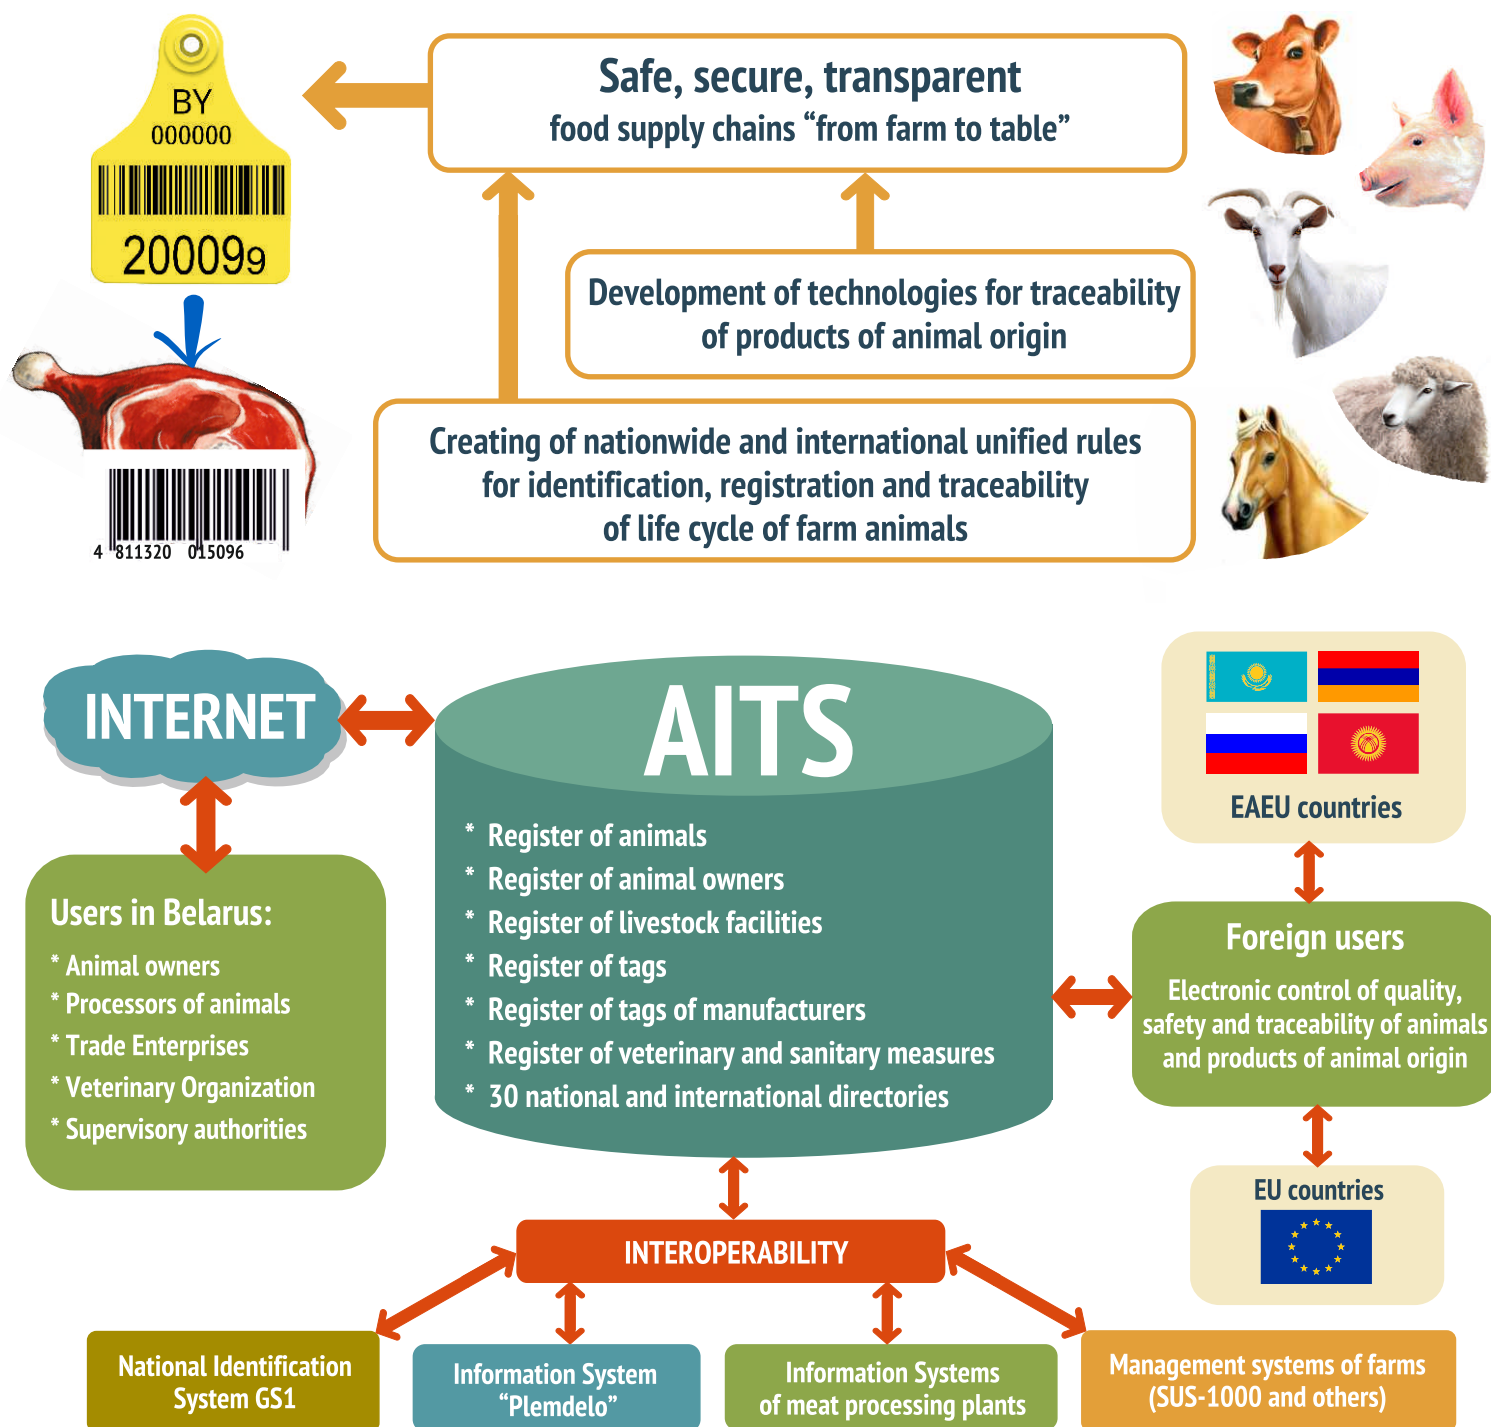 BY
000000
200099
Safe, secure, transparent
food supply chains “from farm to table”
Development of technologies for traceability
of products of animal origin
Creating of nationwide and international unified rules
for identification, registration and traceability
of life cycle of farm animals
4 811320 015096
INTERNET
AITS
* Register of animals
* Register of animal owners
* Register of livestock facilities
* Register of tags
* Register of tags of manufacturers
* Register of veterinary and sanitary measures
* 30 national and international directories
Users in Belarus:
* Animal owners
* Processors of animals
* Trade Enterprises
* Veterinary Organization
* Supervisory authorities
EAEU countries
Foreign users
Electronic control of quality,
safety and traceability of animals
and products of animal origin
EU countries
INTEROPERABILITY
National Identification
System GS1
Information System
“Plemdelo”
Information Systems
of meat processing plants
Management systems of farms
(SUS-1000 and others)